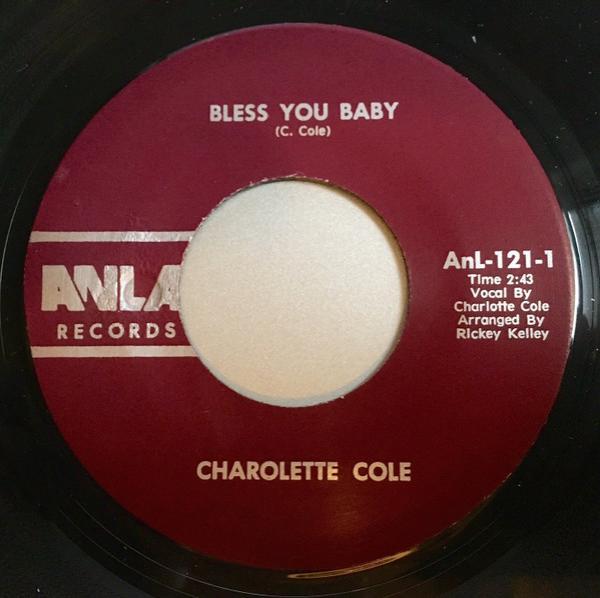 BLESS YOU BABY
(C. Cole)
ANLA
RECORDS
AnL-121-1
Time 2:43
Vocal By
Charlotte Cole
Arranged By
Rickey Kelley
CHAROLETTE COLE